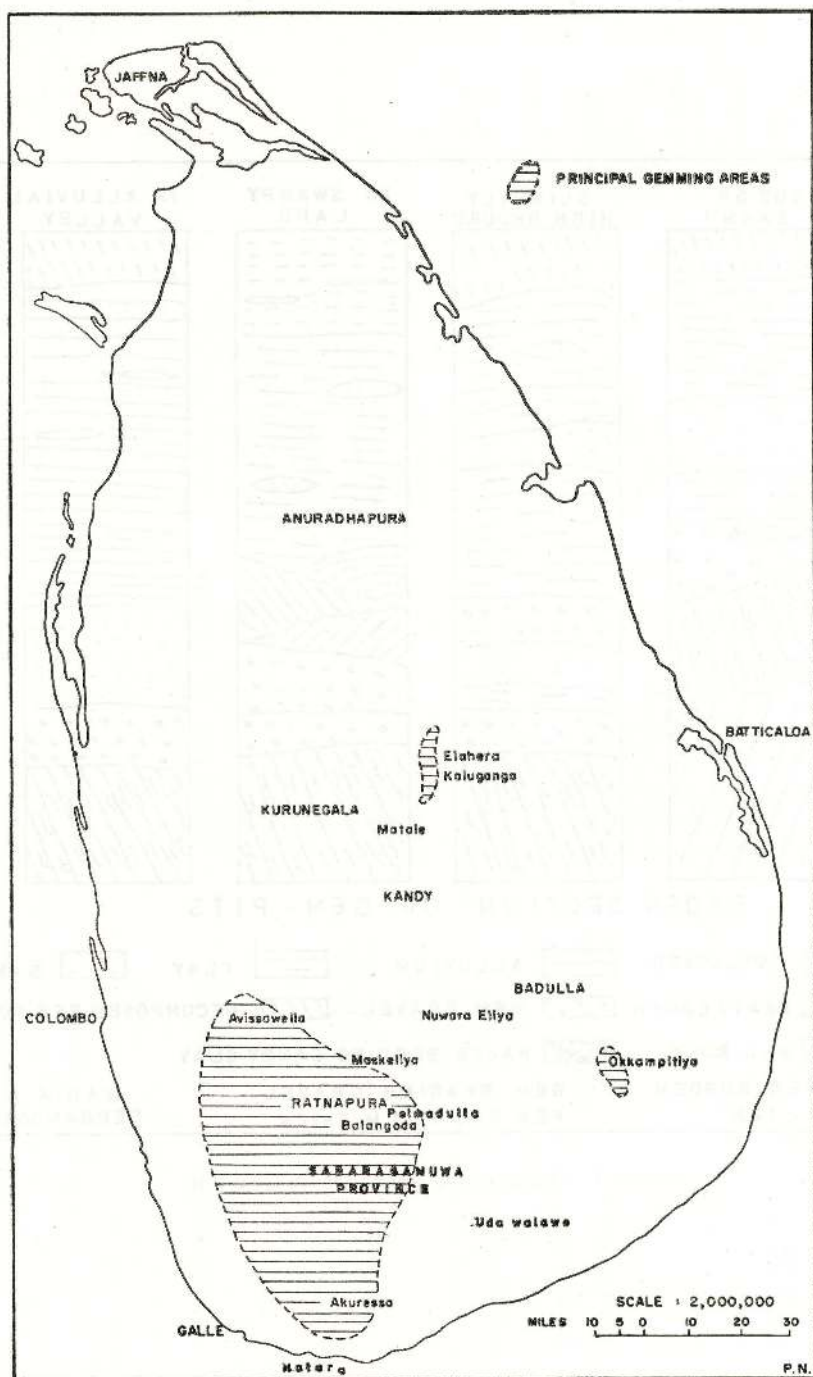 JAFFNA
PRINCIPAL GEMMING AREAS
ANURADHAPURA
BATTICALOA
Elahera
Kaluganga
KURUNEGALA
Matale
KANDY
BADULLA
COLOMBO
Avissawella
Nuwara Eliya
Maskeliya
Okkampitiya
RATNAPURA
Pelmadulla
Balangoda
SABARAGAMUWA
PROVINCE
Uda walawe
Akuressa
SCALE 1: 2,000,000
MILES 10 5 0 10 20 30
GALLE
Matara
P.N.